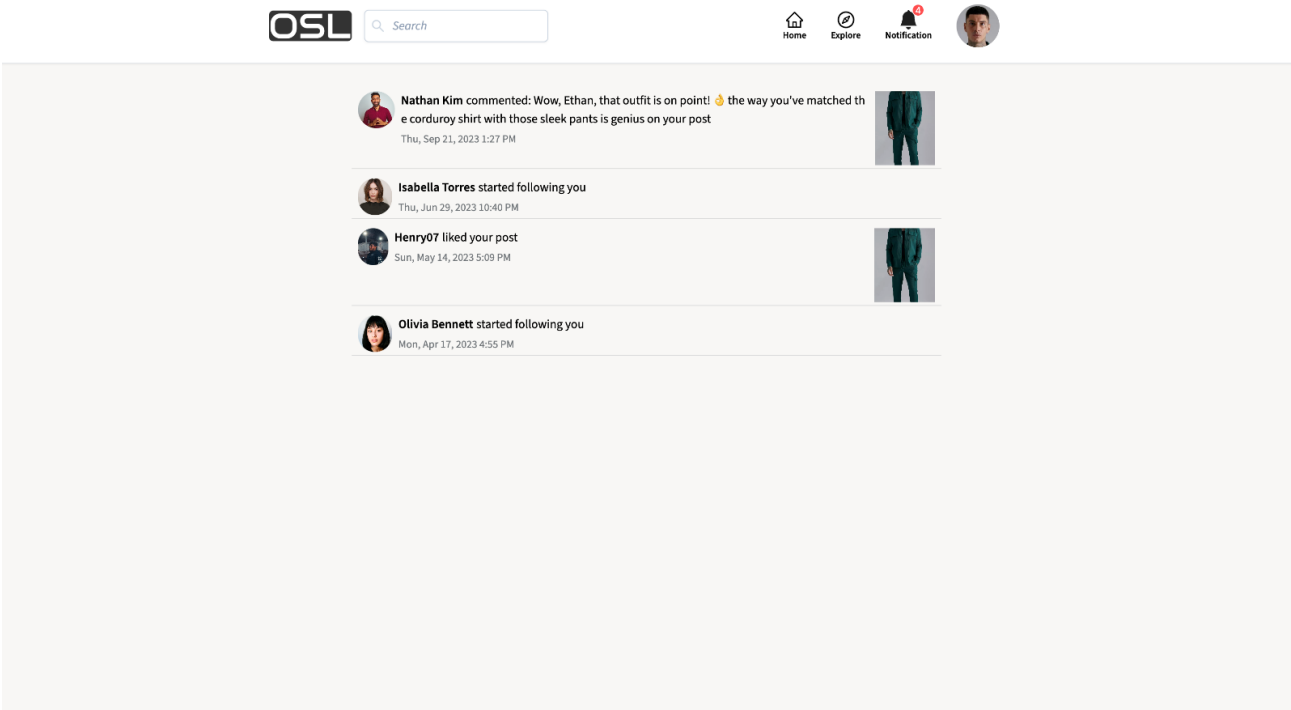 OSL
Search
Home
Explore
4
Notification
Nathan Kim commented: Wow, Ethan, that outfit is on point! 👌 the way you've matched th
e corduroy shirt with those sleek pants is genius on your post
Thu, Sep 21, 2023 1:27 PM
Isabella Torres started following you
Thu, Jun 29, 2023 10:40 PM
Henry07 liked your post
Sun, May 14, 2023 5:09 PM
Olivia Bennett started following you
Mon, Apr 17, 2023 4:55 PM